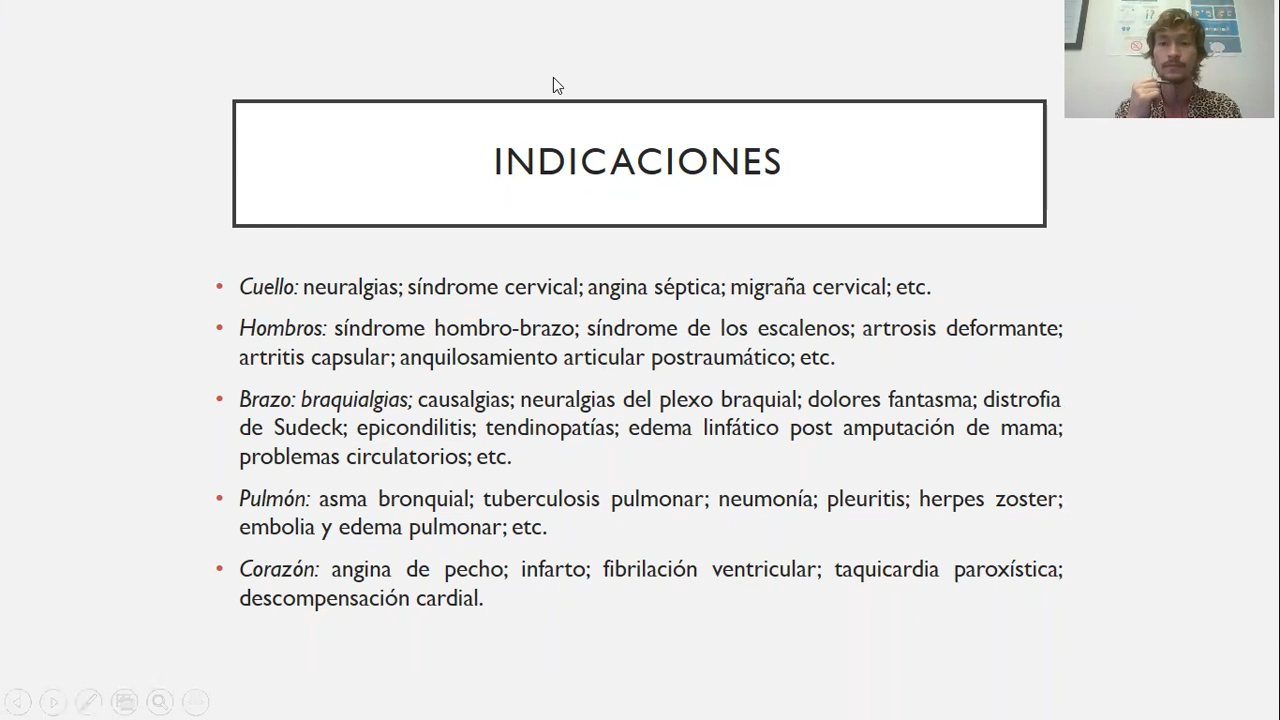 INDICACIONES
• Cuello: neuralgias; síndrome cervical; angina séptica; migraña cervical; etc.
• Hombros: síndrome hombro-brazo; síndrome de los escalenos; artrosis deformante;
artritis capsular; anquilosamiento articular postraumático; etc.
• Brazo: braquialgias; causalgias; neuralgias del plexo braquial; dolores fantasma; distrofia
de Sudeck; epicondilitis; tendinopatías; edema linfático post amputación de mama;
problemas circulatorios; etc.
• Pulmón: asma bronquial; tuberculosis pulmonar; neumonía; pleuritis; herpes zoster;
embolia y edema pulmonar; etc.
• Corazón: angina de pecho; infarto; fibrilación ventricular; taquicardia paroxística;
descompensación cardial.